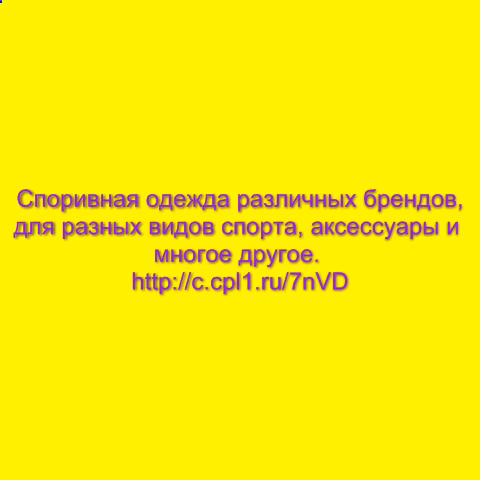 Споривная одежда различных брендов,
для разных видов спорта, аксессуары и
многое другое.
http://c.cpl1.ru/7nVD